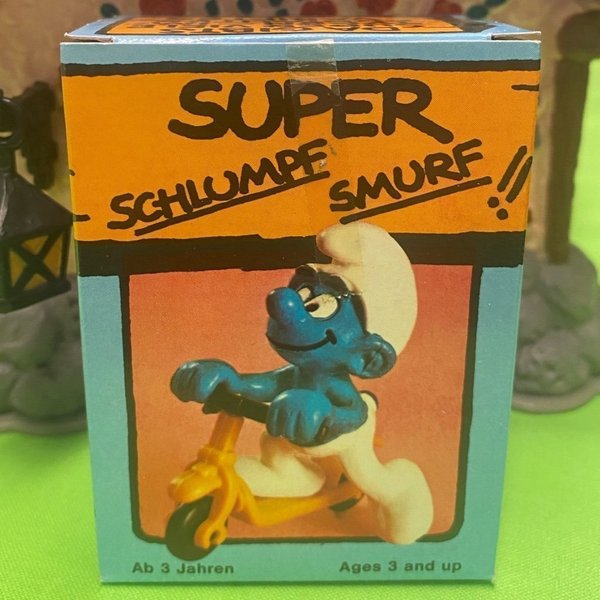 SUPER
SCHLUMPF SMURF!!
Ab 3 Jahren Ages 3 and up